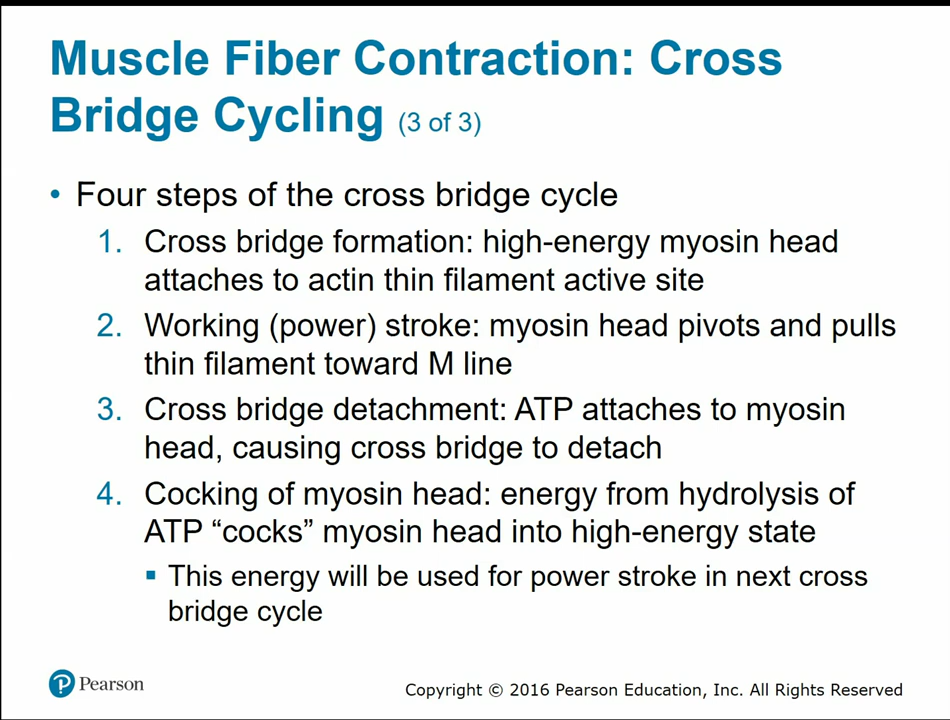 Muscle Fiber Contraction: Cross
Bridge Cycling (3 of 3)
• Four steps of the cross bridge cycle
1. Cross bridge formation: high-energy myosin head
attaches to actin thin filament active site
2. Working (power) stroke: myosin head pivots and pulls
thin filament toward M line
3. Cross bridge detachment: ATP attaches to myosin
head, causing cross bridge to detach
4. Cocking of myosin head: energy from hydrolysis of
ATP “cocks” myosin head into high-energy state
▪ This energy will be used for power stroke in next cross
bridge cycle
P Pearson
Copyright © 2016 Pearson Education, Inc. All Rights Reserved